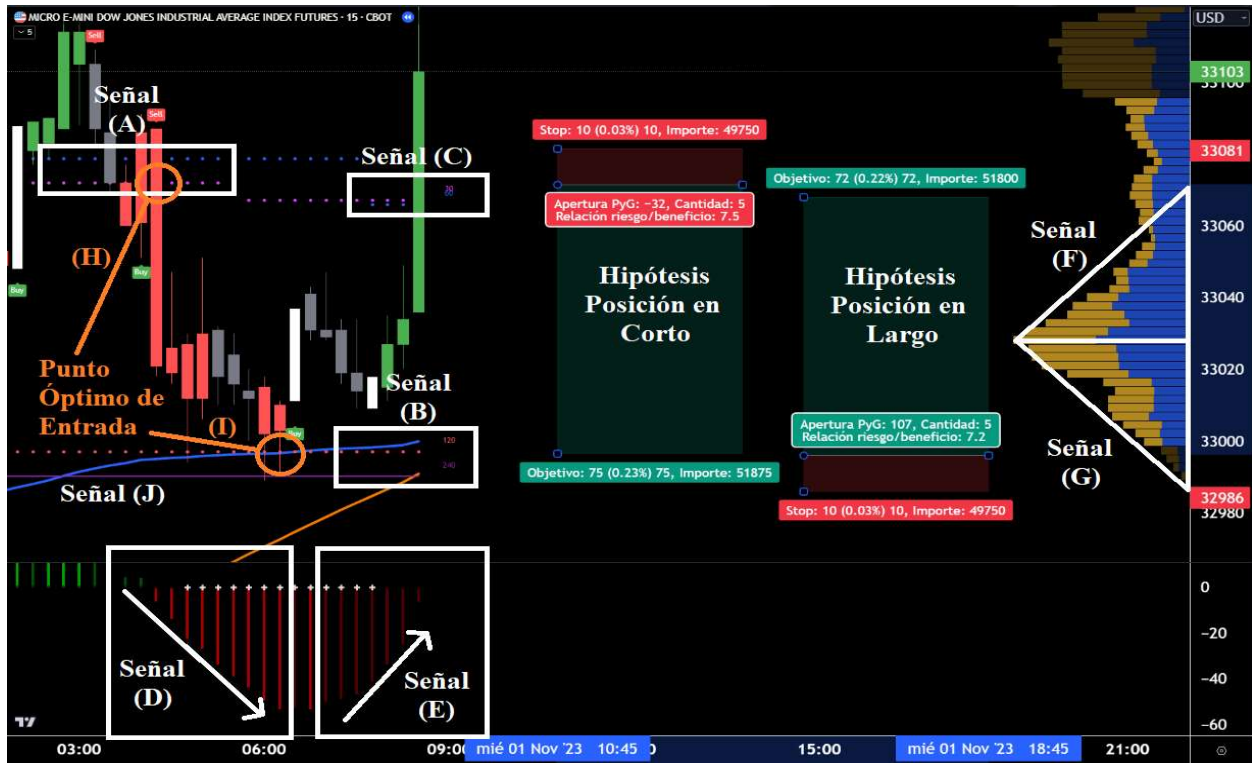 MICRO E-MINI DOW JONES INDUSTRIAL AVERAGE INDEX FUTURES · 15 · CBOT
5
USD
Sell
33103
33100
Señal
(A)
Sell
Stop: 10 (0.03%) 10, Importe: 49750
Señal (C)
33081
30
60
Objetivo: 72 (0.22%) 72, Importe: 51800
Apertura PyG: −32, Cantidad: 5
Relación riesgo/beneficio: 7.5
Señal
(F)
33060
(H)
Buy
Buy
Hipótesis
Posición en
Corto
Hipótesis
Posición en
Largo
33040
Punto
Óptimo de
Entrada
33020
Señal
(B)
(I)
Buy
Apertura PyG: 107, Cantidad: 5
Relación riesgo/beneficio: 7.2
120
33000
240
Señal
(G)
Objetivo: 75 (0.23%) 75, Importe: 51875
Señal (J)
32986
Stop: 10 (0.03%) 10, Importe: 49750
32980
0
−20
Señal
(D)
Señal
(E)
−40
−60
03:00
06:00
09:00
mié 01 Nov '23 10:45
15:00
mié 01 Nov '23 18:45
21:00